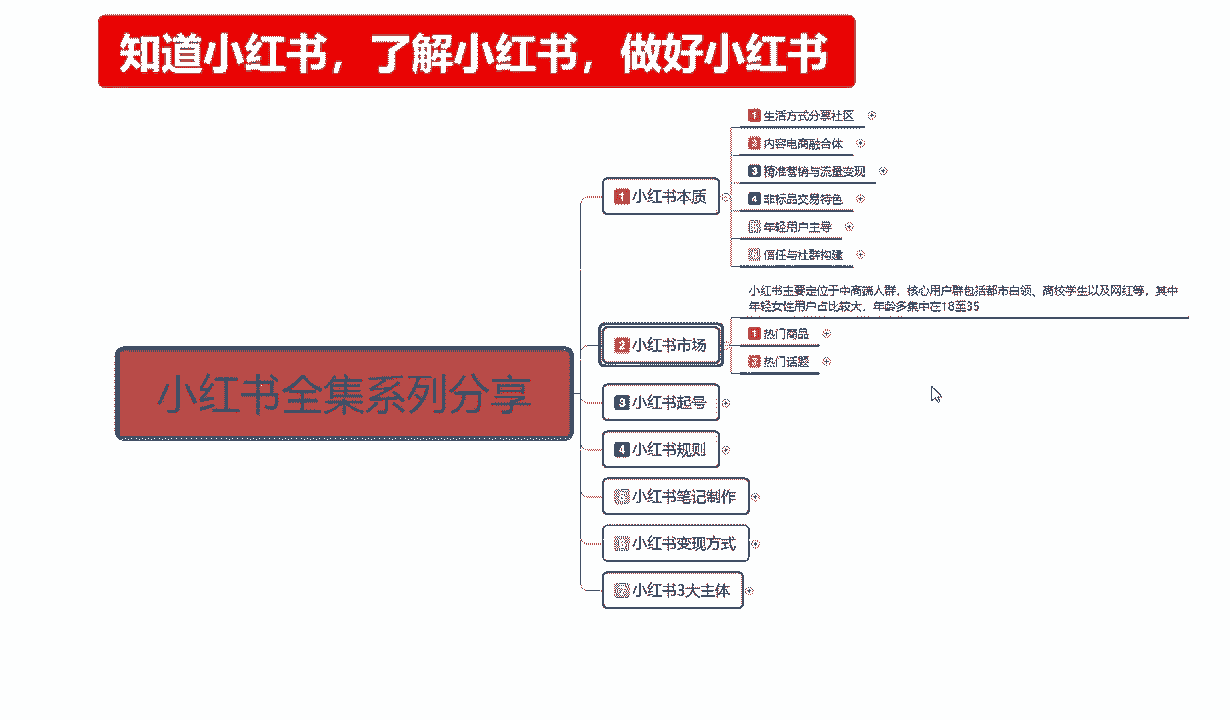 知道小红书，了解小红书，做好小红书
小红书全集系列分享
1 小红书本质
1 生活方式分享社区
2 内容电商融合体
3 精准营销与流量变现
4 非标品交易特色
5 年轻用户主导
6 信任与社群构建
2 小红书市场
小红书主要定位于中高端人群，核心用户群包括都市白领、高校学生以及网红等，其中
年轻女性用户占比较大，年龄多集中在18至35
1 热门商品
2 热门话题
3 小红书起号
4 小红书规则
5 小红书笔记制作
6 小红书变现方式
7 小红书3大主体